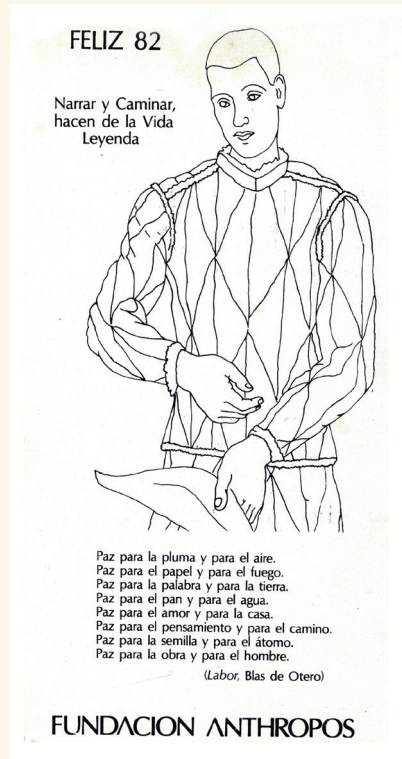 FELIZ 82
Narrar y Caminar,
hacen de la Vida
Leyenda
Paz para la pluma y para el aire.
Paz para el papel y para el fuego.
Paz para la palabra y para la tierra.
Paz para el pan y para el agua.
Paz para el amor y para la casa.
Paz para el pensamiento y para el camino.
Paz para la semilla y para el átomo.
Paz para la obra y para el hombre.
(Labor, Blas de Otero)
FUNDACION ANTHROPOS